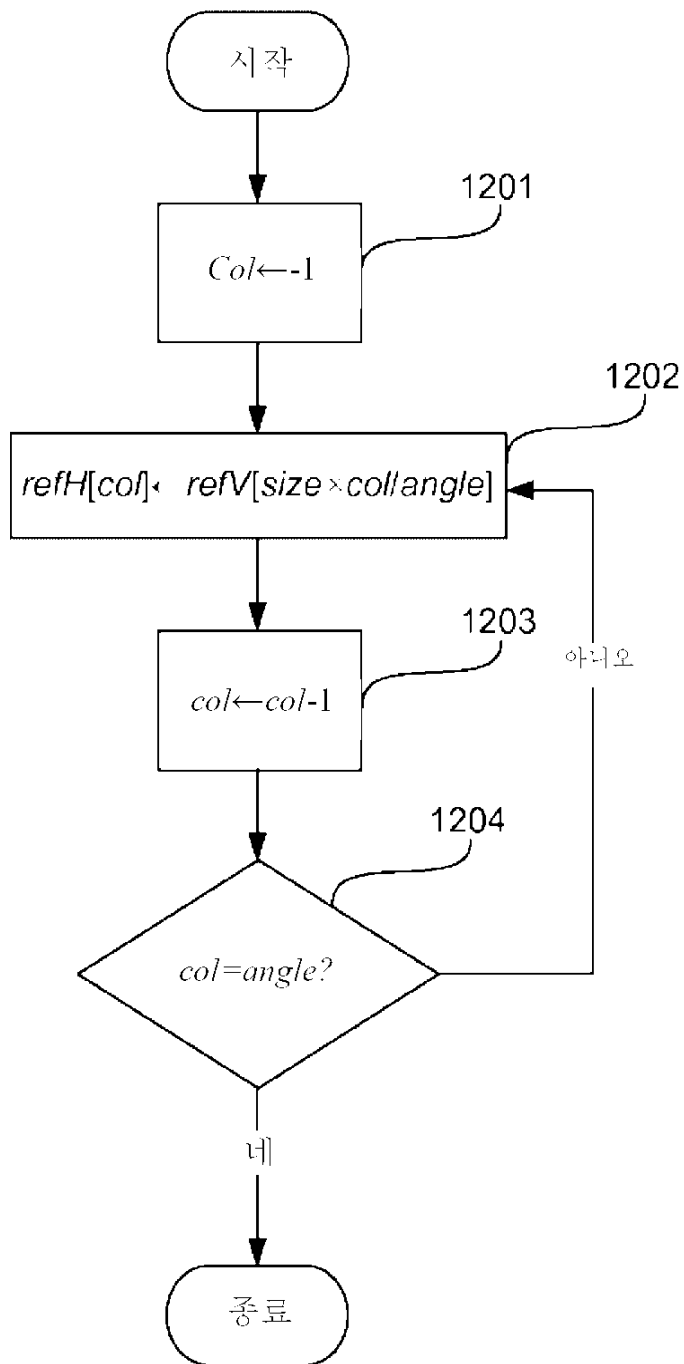 시작
1201
Col←-1
1202
refH[col]← refV[size×col/angle]
1203
col←col-1
아니오
1204
col=angle?
네
종료